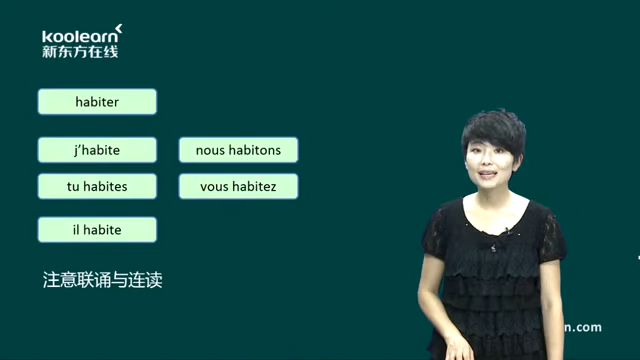 koolearn
新东方在线
habiter
j’habite
nous habitons
tu habites
vous habitez
il habite
注意联诵与连读
n.com